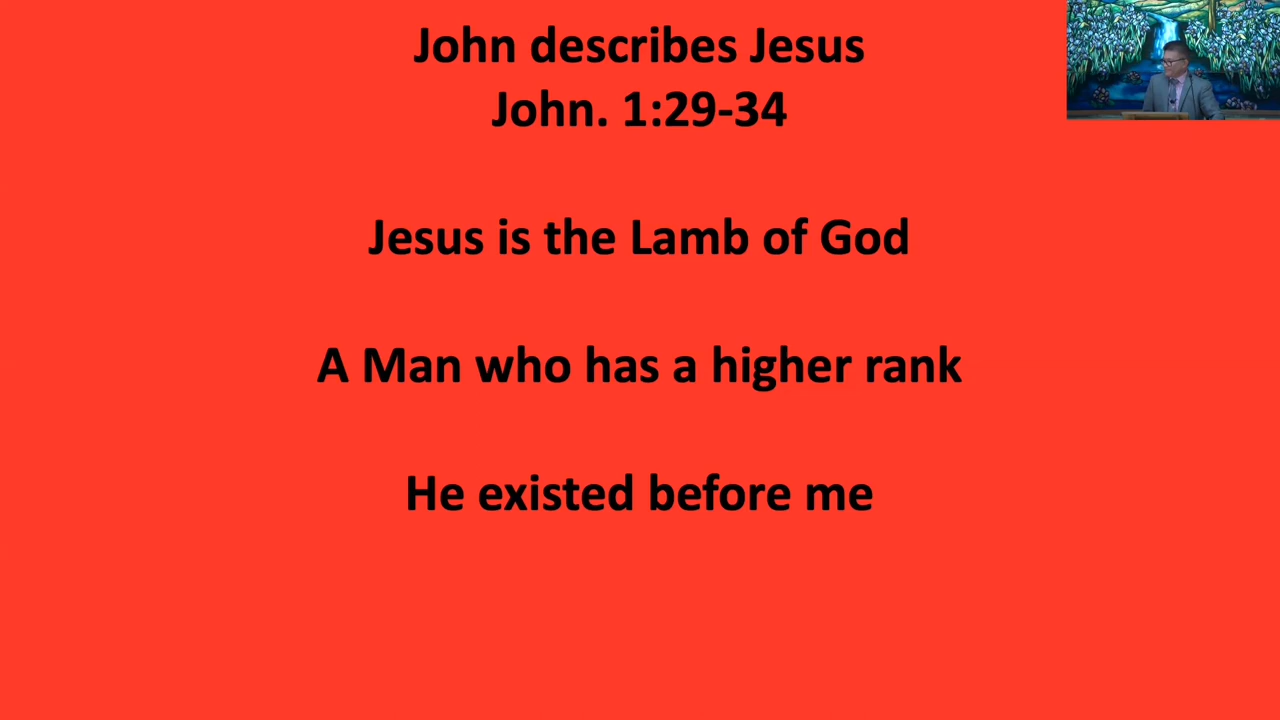 John describes Jesus
John. 1:29-34
Jesus is the Lamb of God
A Man who has a higher rank
He existed before me